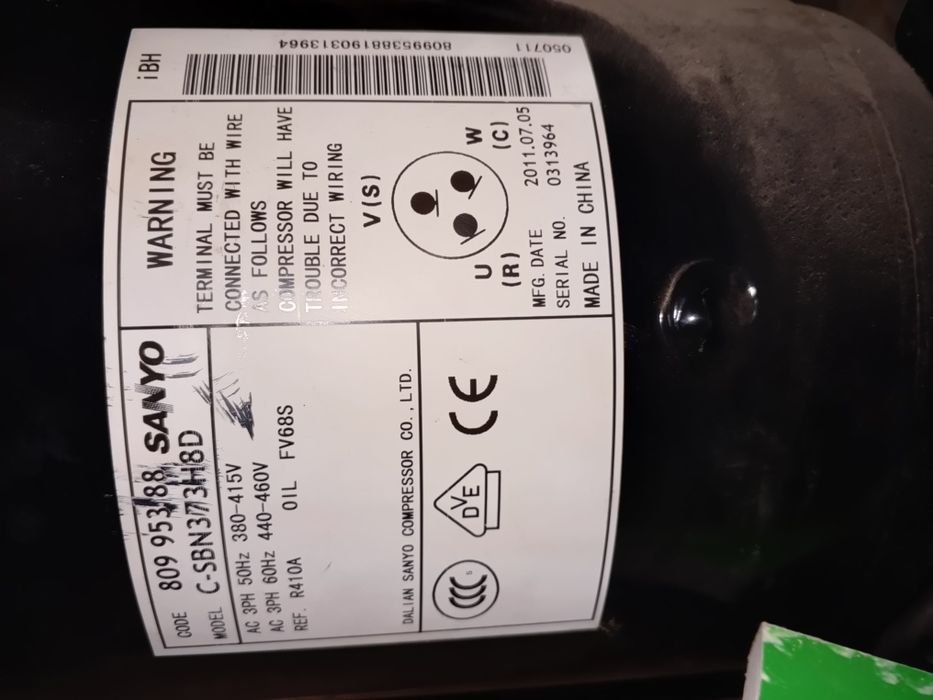 CODE 809 953 88 SANYO
MODEL C-SBN373H8D
AC 3PH 50Hz 380-415V
AC 3PH 60Hz 440-460V
REF. R410A OIL FV68S
DALIAN SANYO COMPRESSOR CO.,LTD.
CCC S
DVE
CE
WARNING
TERMINAL MUST BE
CONNECTED WITH WIRE
AS FOLLOWS
COMPRESSOR WILL HAVE
TROUBLE DUE TO
INCORRECT WIRING
V(S)
U
(R)
W
(C)
MFG. DATE 2011.07.05
SERIAL NO. 0313964
MADE IN CHINA
iBH
80995388190313964
050711